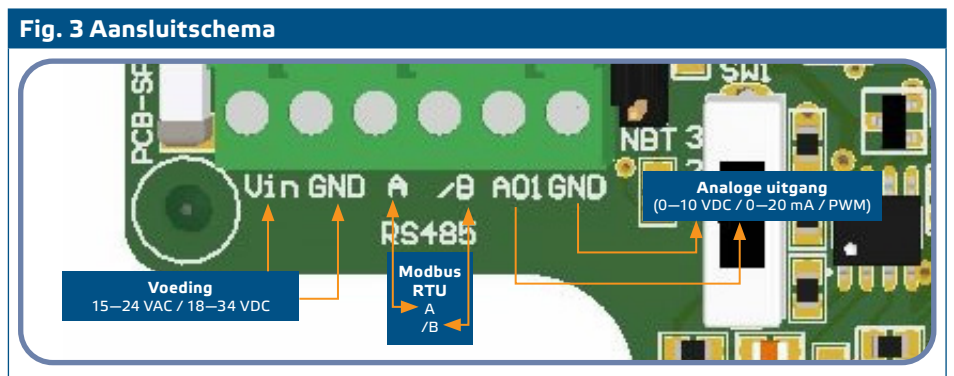 Fig. 3 Aansluitschema
PCB-SF
SW1
NBT 3
Vin GND A /B AO1 GND
RS485
Analoge uitgang
(0—10 VDC / 0—20 mA / PWM)
Voeding
15—24 VAC / 18—34 VDC
Modbus
RTU
A
/B